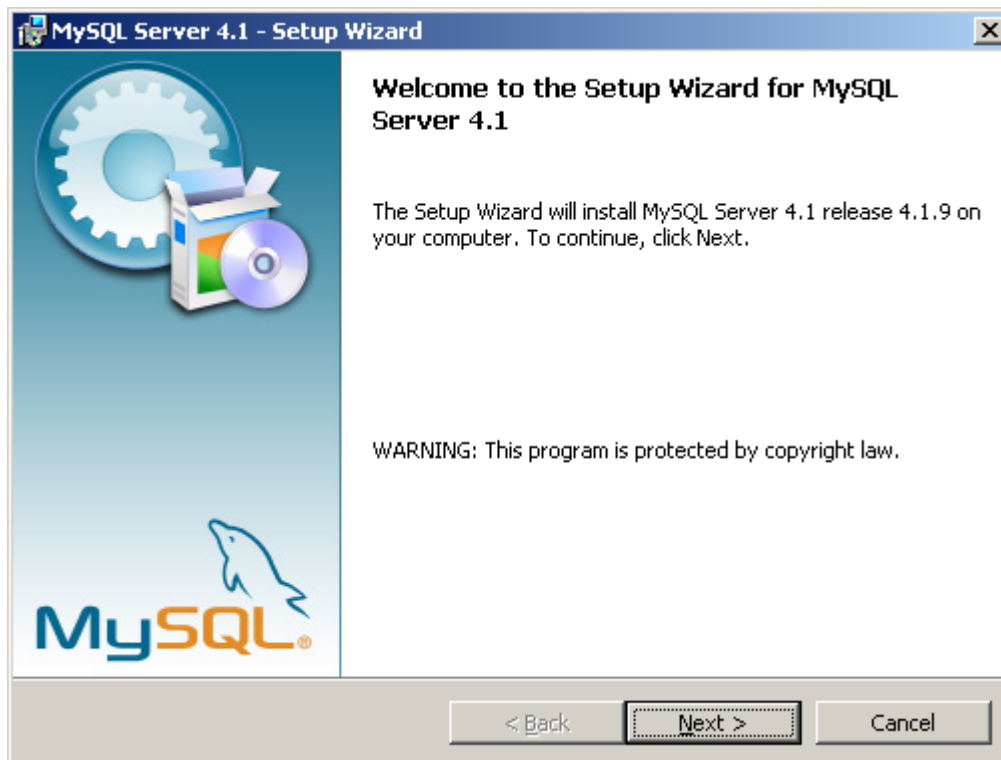 MySQL Server 4.1 - Setup Wizard
Welcome to the Setup Wizard for MySQL
Server 4.1
The Setup Wizard will install MySQL Server 4.1 release 4.1.9 on
your computer. To continue, click Next.
WARNING: This program is protected by copyright law.
MySQL®
< Back
Next >
Cancel